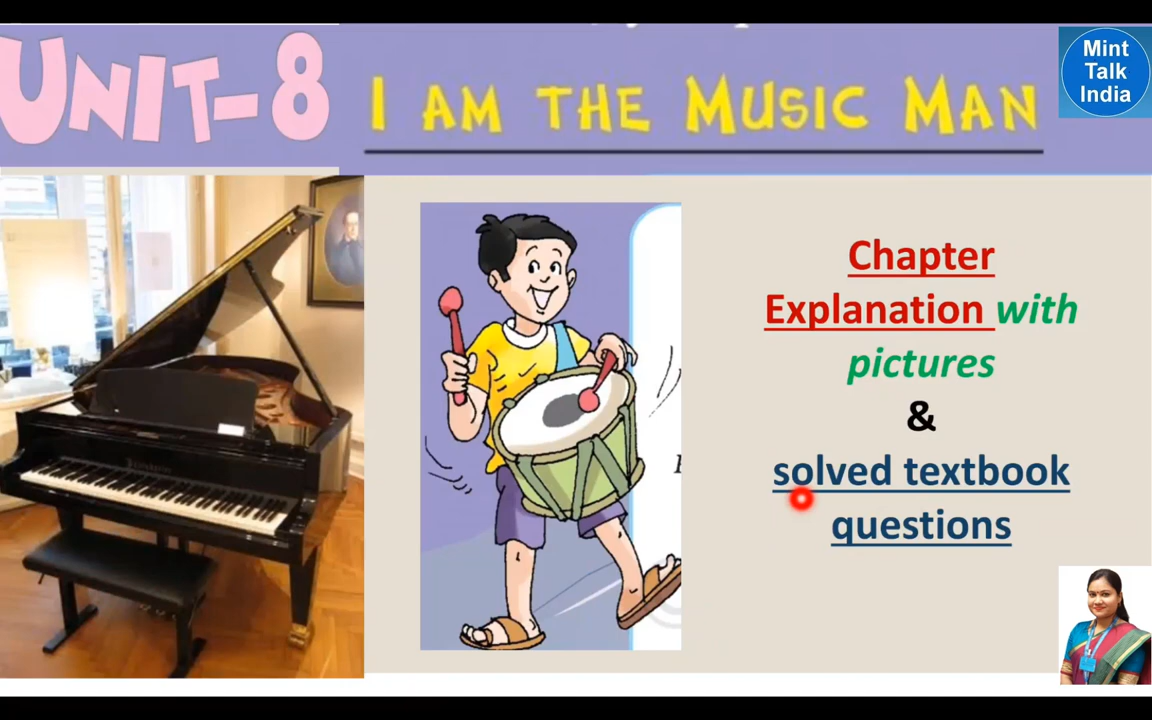 UNIT-8
I AM THE MUSIC MAN
Mint
Talk
India
Chapter
Explanation with
pictures
&
solved textbook
questions